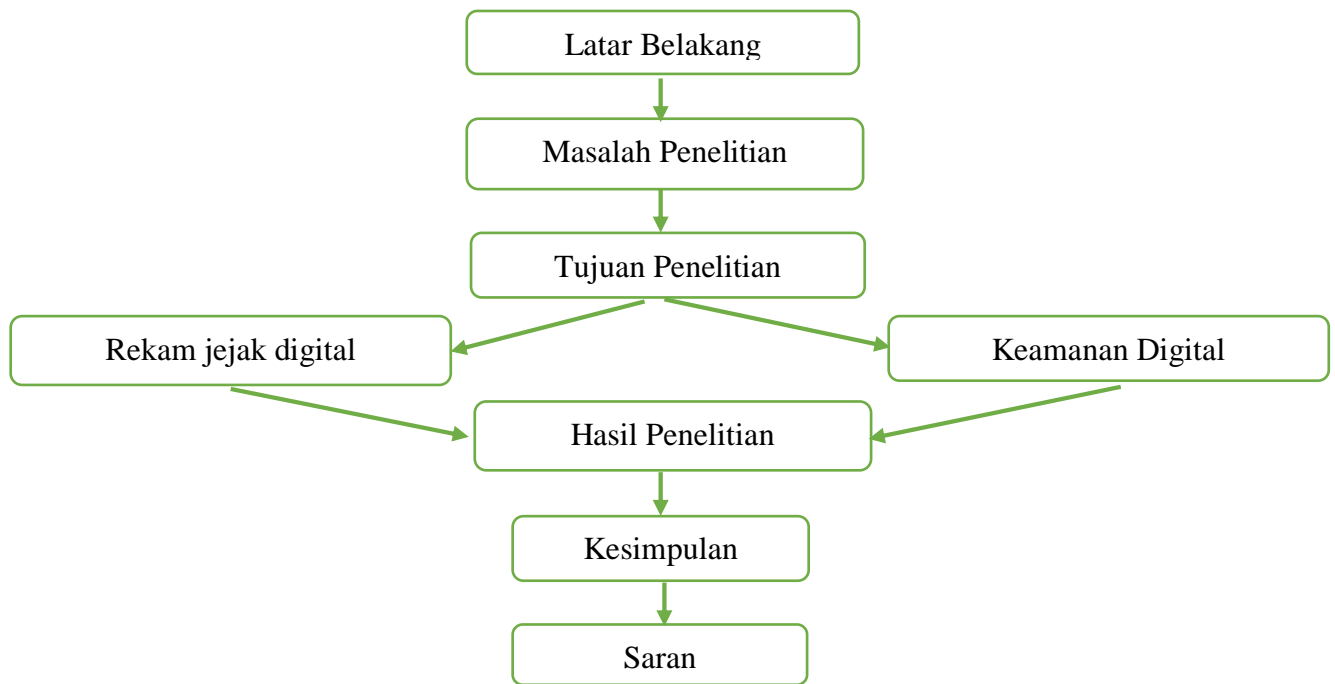 Latar Belakang
Masalah Penelitian
Tujuan Penelitian
Rekam jejak digital
Keamanan Digital
Hasil Penelitian
Kesimpulan
Saran